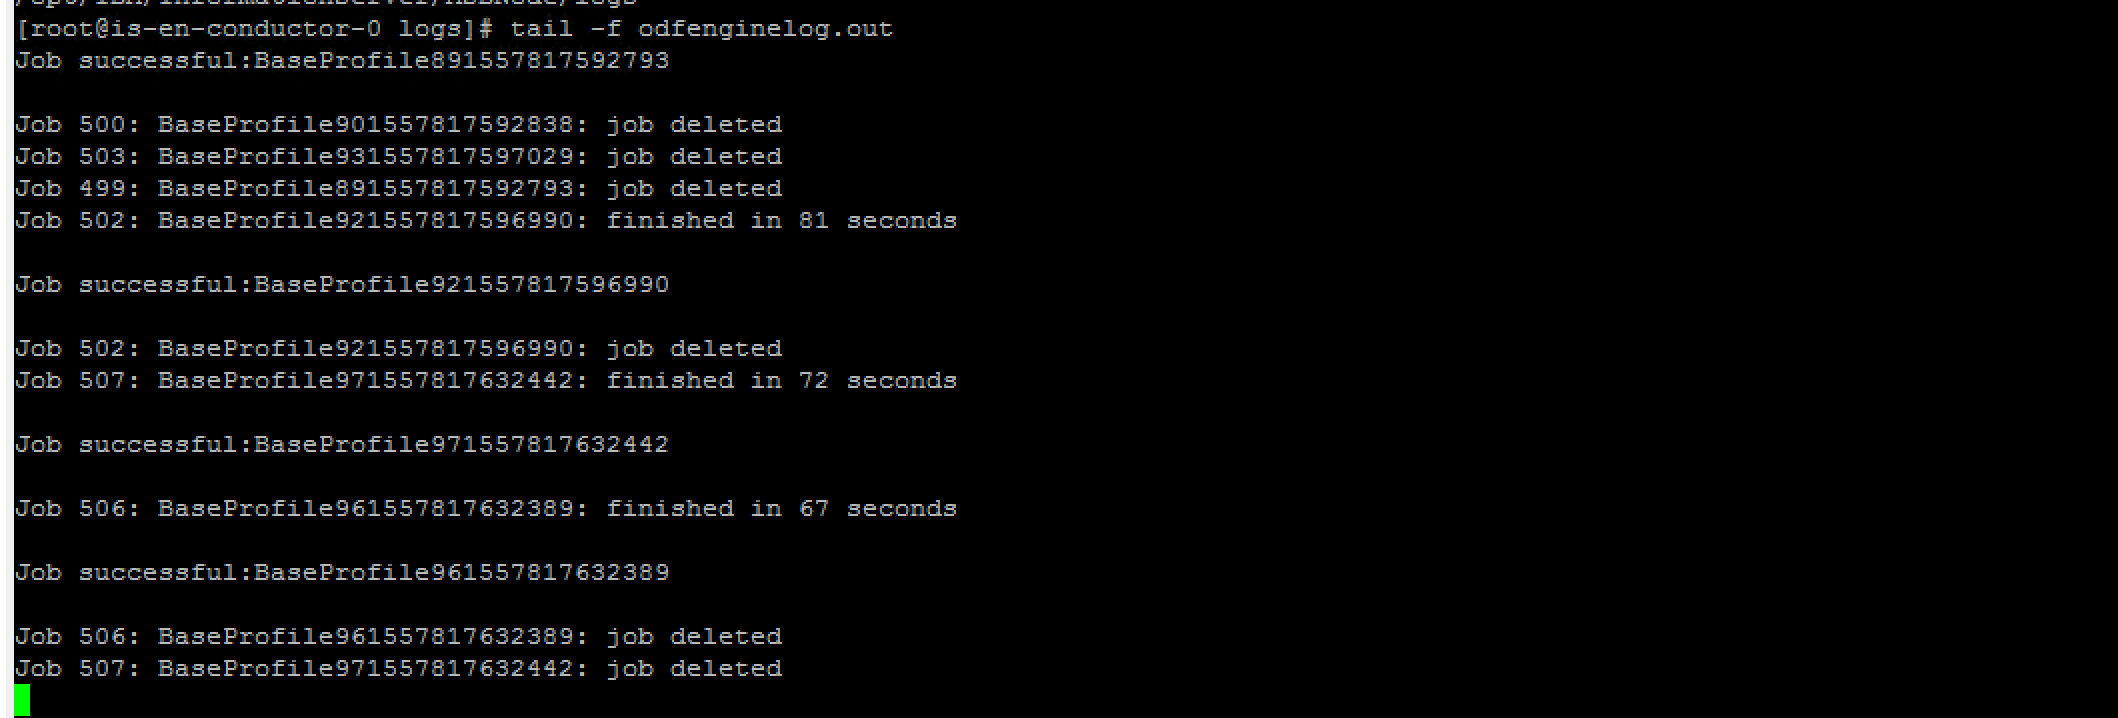 [root@is-en-conductor-0 logs]# tail -f odfenginelog.out
Job successful:BaseProfile891557817592793
Job 500: BaseProfile901557817592838: job deleted
Job 503: BaseProfile931557817597029: job deleted
Job 499: BaseProfile891557817592793: job deleted
Job 502: BaseProfile921557817596990: finished in 81 seconds
Job successful:BaseProfile921557817596990
Job 502: BaseProfile921557817596990: job deleted
Job 507: BaseProfile971557817632442: finished in 72 seconds
Job successful:BaseProfile971557817632442
Job 506: BaseProfile961557817632389: finished in 67 seconds
Job successful:BaseProfile961557817632389
Job 506: BaseProfile961557817632389: job deleted
Job 507: BaseProfile971557817632442: job deleted